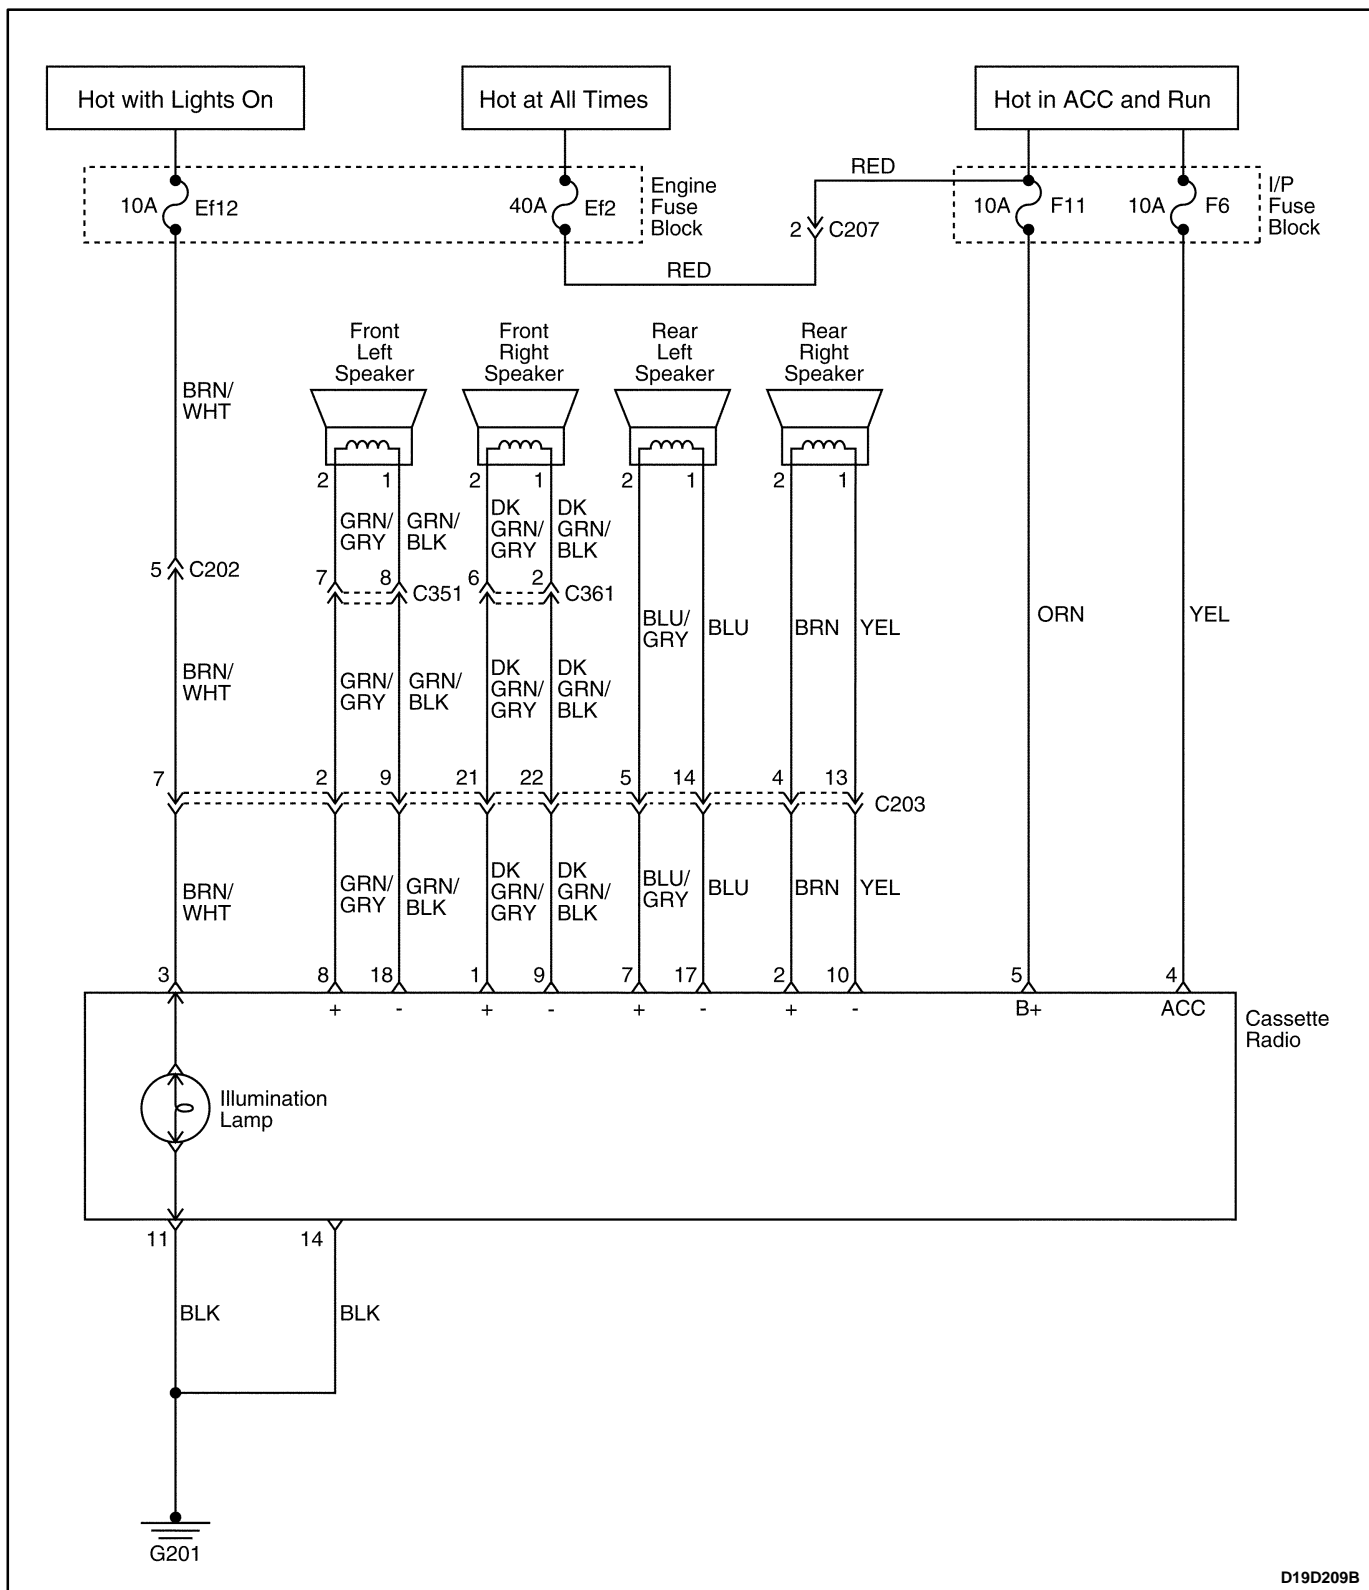 Hot with Lights On
Hot at All Times
Hot in ACC and Run
RED
10A Ef12
40A Ef2
Engine
Fuse
Block
2 C207
10A F11
10A F6
I/P
Fuse
Block
RED
Front
Left
Speaker
Front
Right
Speaker
Rear
Left
Speaker
Rear
Right
Speaker
BRN/
WHT
2 1 2 1 2 1 2 1
GRN/
GRY
GRN/
BLK
DK
GRN/
GRY
DK
GRN/
BLK
5 C202
7 8 C351
6 2 C361
BLU/
GRY
BLU
BRN
YEL
ORN
YEL
BRN/
WHT
GRN/
GRY
GRN/
BLK
DK
GRN/
GRY
DK
GRN/
BLK
7 2 9 21 22 5 14 4 13
C203
BRN/
WHT
GRN/
GRY
GRN/
BLK
DK
GRN/
GRY
DK
GRN/
BLK
BLU/
GRY
BLU
BRN
YEL
3 8 18 1 9 7 17 2 10 5 4
+ - + - + - + - B+ ACC
Cassette
Radio
Illumination
Lamp
11 14
BLK
BLK
G201
D19D209B